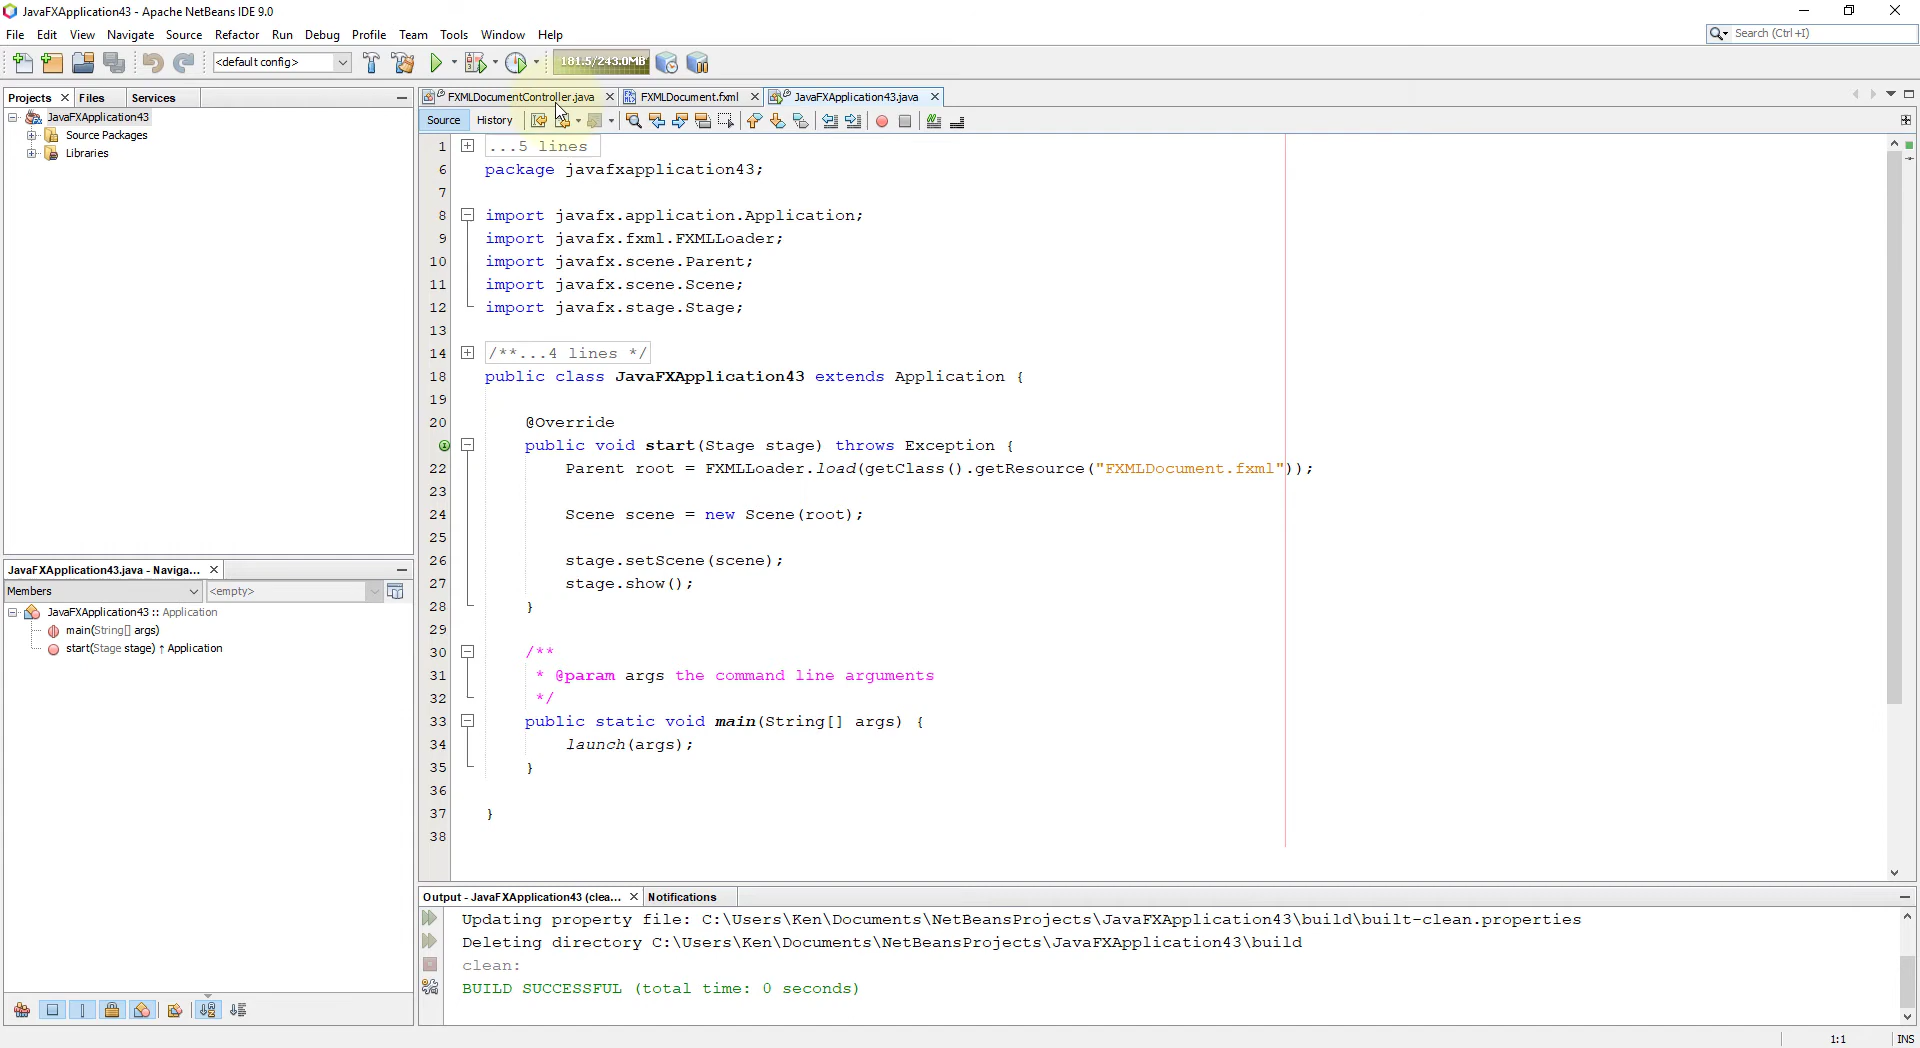 JavaFXApplication43 - Apache NetBeans IDE 9.0
File Edit View Navigate Source Refactor Run Debug Profile Team Tools Window Help
Search (Ctrl+I)
<default config>
181.5/243.0MB
Projects Files Services
JavaFXApplication43
Source Packages
Libraries
FXMLDocumentController.java FXMLDocument.fxml JavaFXApplication43.java
Source History
1 ...5 lines
6 package javafxapplication43;
7
8 import javafx.application.Application;
9 import javafx.fxml.FXMLLoader;
10 import javafx.scene.Parent;
11 import javafx.scene.Scene;
12 import javafx.stage.Stage;
13
14 /**...4 lines */
18 public class JavaFXApplication43 extends Application {
19
20 @Override
public void start(Stage stage) throws Exception {
22 Parent root = FXMLLoader.load(getClass().getResource("FXMLDocument.fxml"));
23
24 Scene scene = new Scene(root);
25
26 stage.setScene(scene);
27 stage.show();
28 }
29
30 /**
31 * @param args the command line arguments
32 */
33 public static void main(String[] args) {
34 launch(args);
35 }
36
37 }
38
JavaFXApplication43.java - Naviga...
Members <empty>
JavaFXApplication43 :: Application
main(String[] args)
start(Stage stage) ↑ Application
Output - JavaFXApplication43 (clea... Notifications
Updating property file: C:\Users\Ken\Documents\NetBeansProjects\JavaFXApplication43\build\built-clean.properties
Deleting directory C:\Users\Ken\Documents\NetBeansProjects\JavaFXApplication43\build
clean:
BUILD SUCCESSFUL (total time: 0 seconds)
1:1 INS